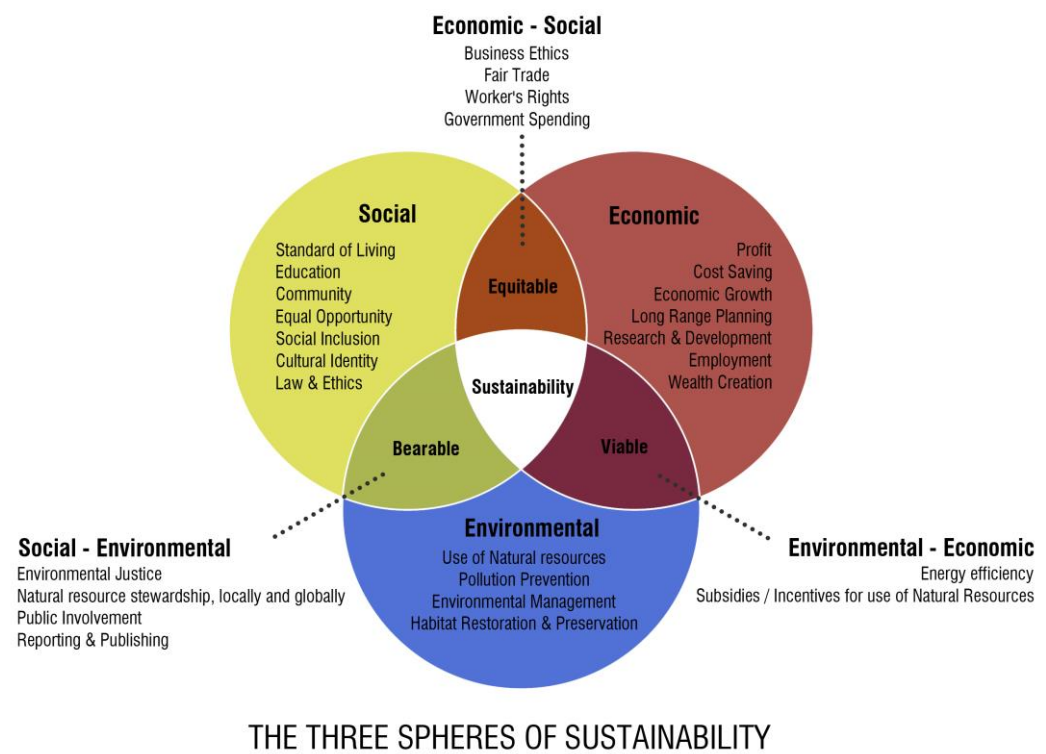 Economic - Social
Business Ethics
Fair Trade
Worker's Rights
Government Spending
Social
Standard of Living
Education
Community
Equal Opportunity
Social Inclusion
Cultural Identity
Law & Ethics
Economic
Profit
Cost Saving
Economic Growth
Long Range Planning
Research & Development
Employment
Wealth Creation
Equitable
Sustainability
Bearable
Viable
Environmental
Use of Natural resources
Pollution Prevention
Environmental Management
Habitat Restoration & Preservation
Social - Environmental
Environmental Justice
Natural resource stewardship, locally and globally
Public Involvement
Reporting & Publishing
Environmental - Economic
Energy efficiency
Subsidies / Incentives for use of Natural Resources
THE THREE SPHERES OF SUSTAINABILITY